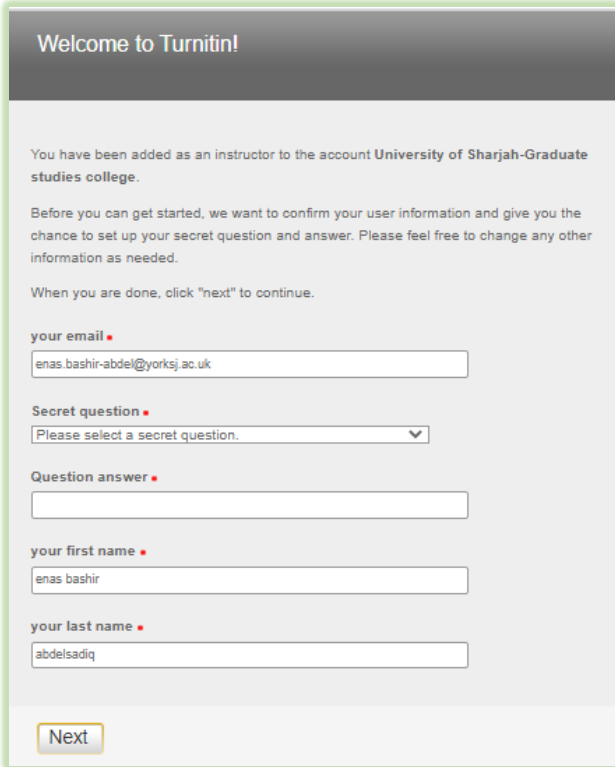 Welcome to Turnitin!
You have been added as an instructor to the account University of Sharjah-Graduate
studies college.
Before you can get started, we want to confirm your user information and give you the
chance to set up your secret question and answer. Please feel free to change any other
information as needed.
When you are done, click "next" to continue.
your email
enas.bashir-abdel@yorksj.ac.uk
Secret question
Please select a secret question.
Question answer
your first name
enas bashir
your last name
abdelsadiq
Next